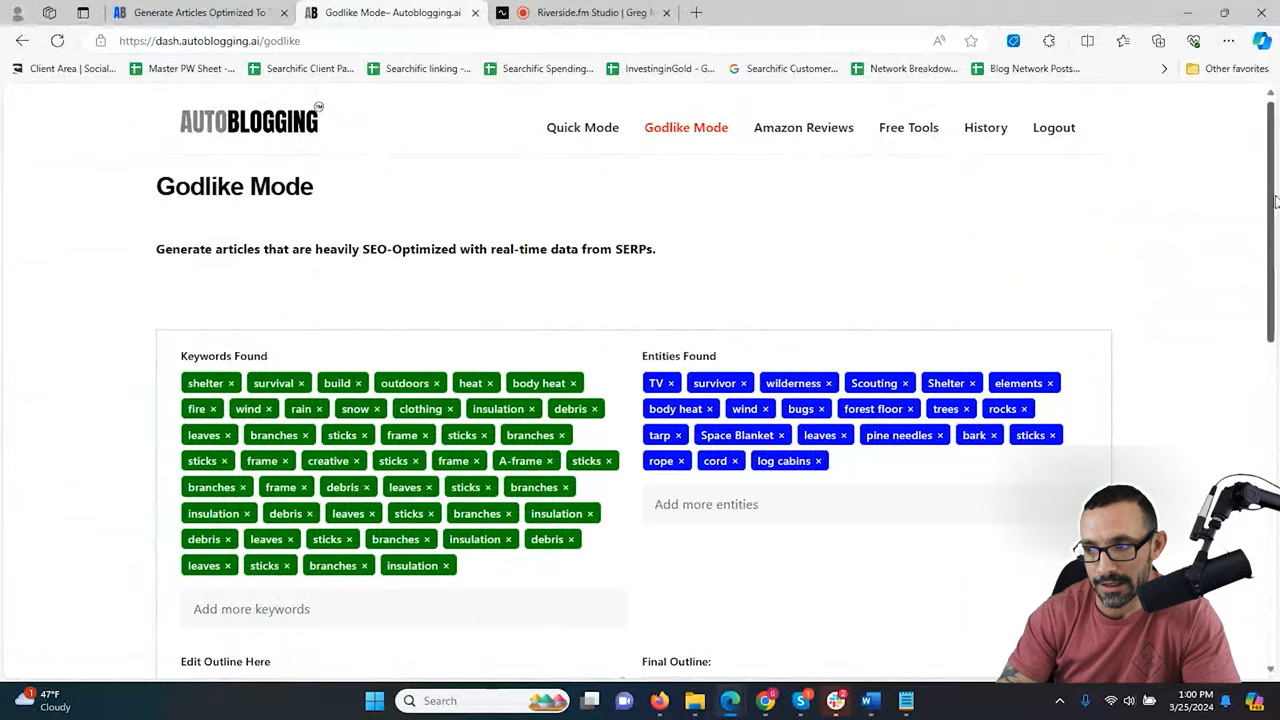 Generate Articles Optimized To
Godlike Mode– Autoblogging.ai
Riverside.fm Studio | Greg
https://dash.autoblogging.ai/godlike
Client Area | Social...
Master PW Sheet -...
Searchific Client Pa...
Searchific linking -...
Searchific Spending...
InvestinginGold - G...
Searchific Customer...
Network Breakdow...
Blog Network Posts...
Other favorites
AUTOBLOGGING TM
Quick Mode Godlike Mode Amazon Reviews Free Tools History Logout
Godlike Mode
Generate articles that are heavily SEO-Optimized with real-time data from SERPs.
Keywords Found
shelter × survival × build × outdoors × heat × body heat ×
fire × wind × rain × snow × clothing × insulation × debris ×
leaves × branches × sticks × frame × sticks × branches ×
sticks × frame × creative × sticks × frame × A-frame × sticks ×
branches × frame × debris × leaves × sticks × branches ×
insulation × debris × leaves × sticks × branches × insulation ×
debris × leaves × sticks × branches × insulation × debris ×
leaves × sticks × branches × insulation ×
Add more keywords
Entities Found
TV × survivor × wilderness × Scouting × Shelter × elements ×
body heat × wind × bugs × forest floor × trees × rocks ×
tarp × Space Blanket × leaves × pine needles × bark × sticks ×
rope × cord × log cabins ×
Add more entities
Edit Outline Here
Final Outline:
47°F
Cloudy
Search
1:00 PM
3/25/2024